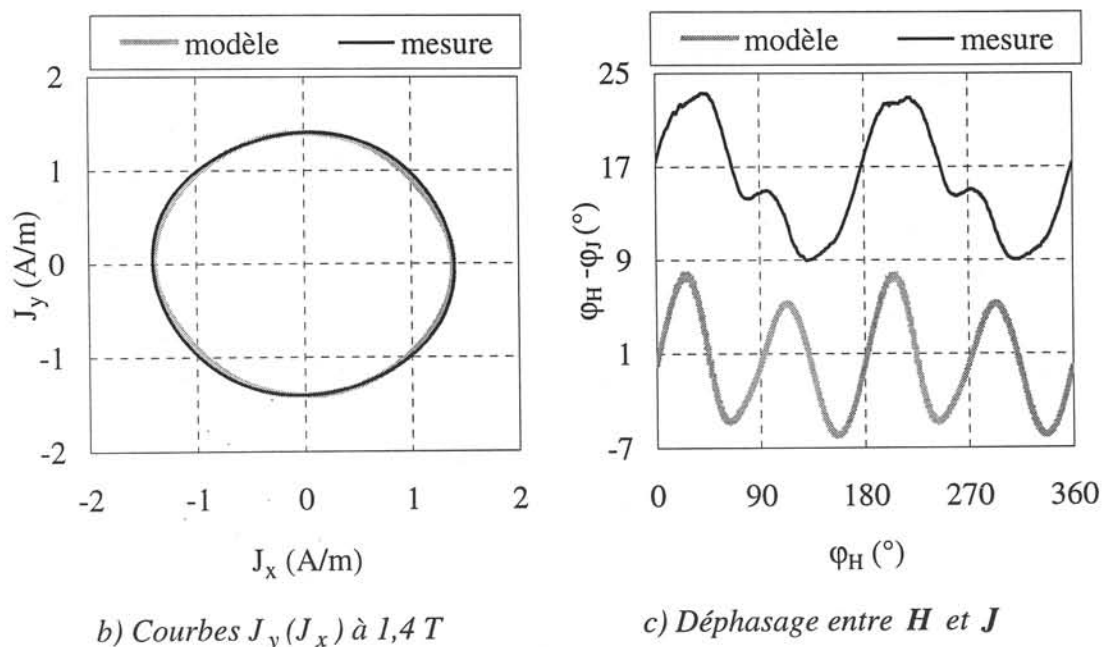 modèle mesure
2
1
0
-1
-2
-2 -1 0 1 2
J_y (A/m)
J_x (A/m)
b) Courbes J_y(J_x) à 1,4 T
modèle mesure
25
17
9
1
-7
0 90 180 270 360
φ_H -φ_J (°)
φ_H (°)
c) Déphasage entre H et J